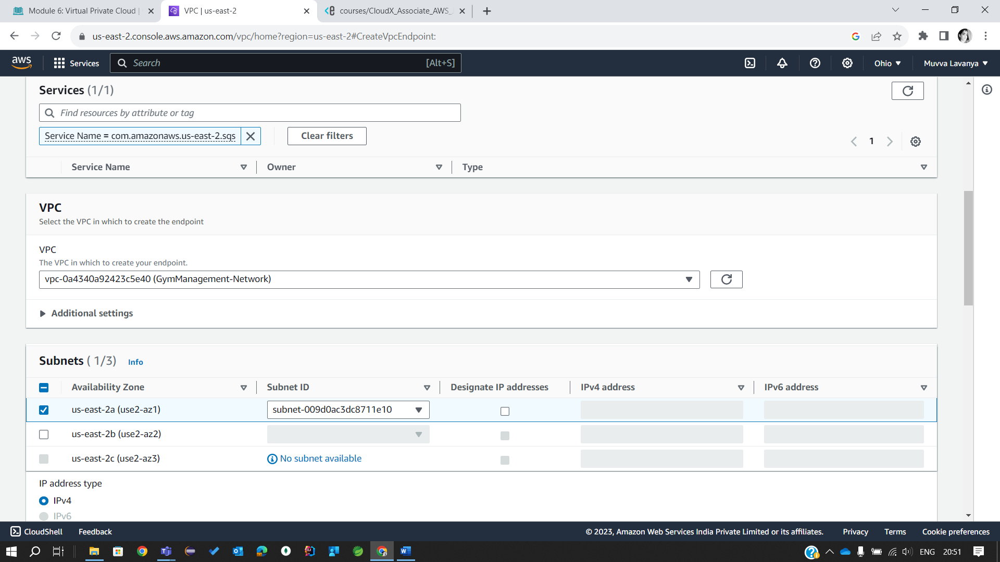 Module 6: Virtual Private Cloud |
VPC | us-east-2
courses/CloudX_Associate_AWS_
us-east-2.console.aws.amazon.com/vpc/home?region=us-east-2#CreateVpcEndpoint:
aws
Services
Search
[Alt+S]
Ohio
Muvva Lavanya
Services (1/1)
Find resources by attribute or tag
Service Name = com.amazonaws.us-east-2.sqs
Clear filters
1
Service Name
Owner
Type
VPC
Select the VPC in which to create the endpoint
VPC
The VPC in which to create your endpoint.
vpc-0a4340a92423c5e40 (GymManagement-Network)
Additional settings
Subnets ( 1/3)
Info
Availability Zone
Subnet ID
Designate IP addresses
IPv4 address
IPv6 address
us-east-2a (use2-az1)
subnet-009d0ac3dc8711e10
us-east-2b (use2-az2)
us-east-2c (use2-az3)
No subnet available
IP address type
IPv4
IPv6
CloudShell
Feedback
© 2023, Amazon Web Services India Private Limited or its affiliates.
Privacy
Terms
Cookie preferences
ENG
20:51